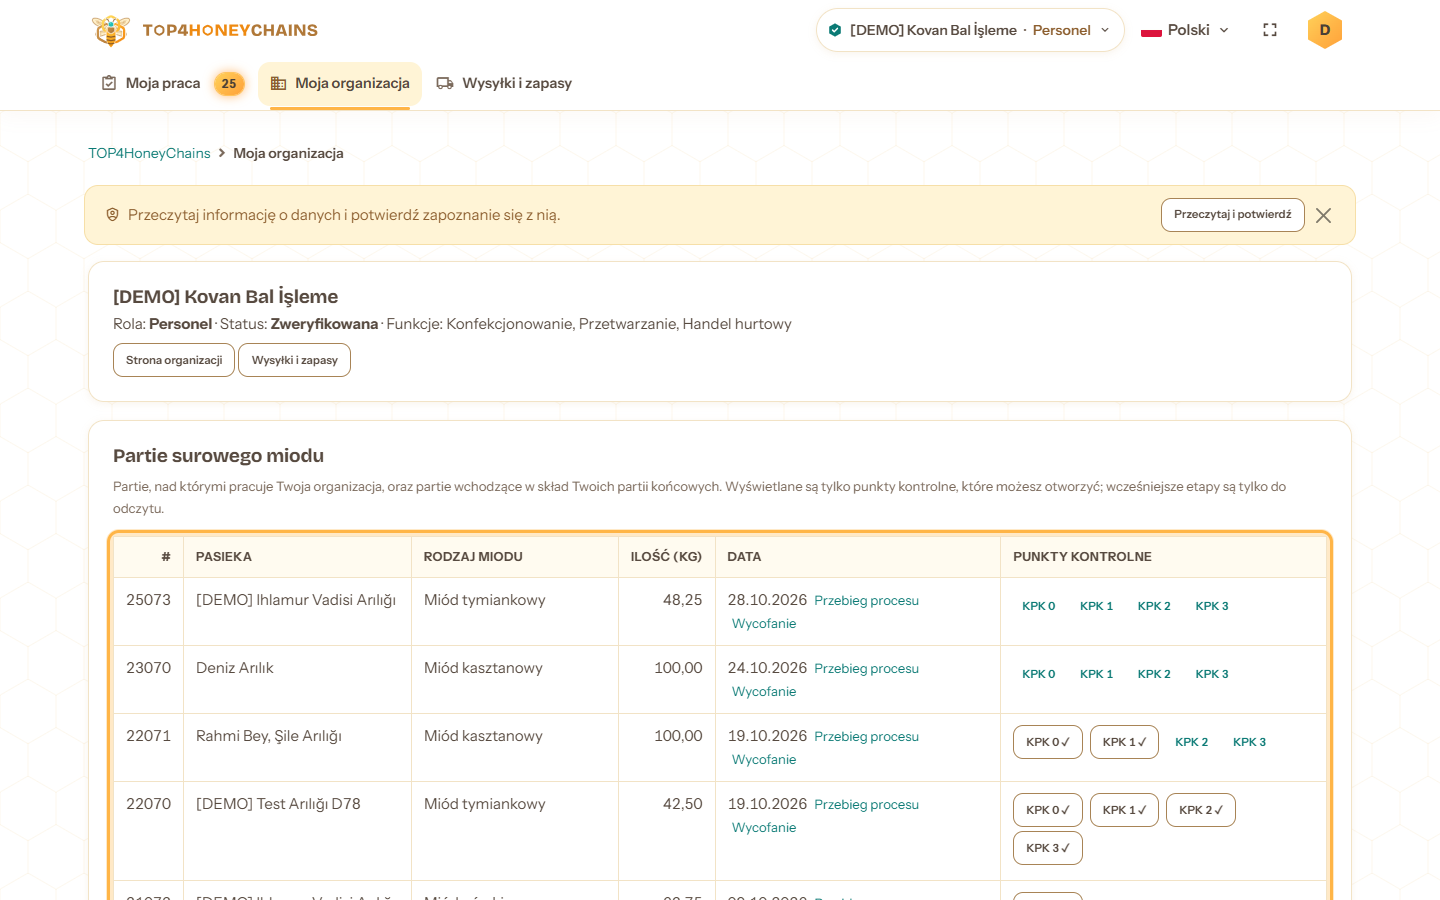 TOP4HONEYCHAINS
[DEMO] Kovan Bal İşleme · Personel
Polski
D
Moja praca 25
Moja organizacja
Wysyłki i zapasy
TOP4HoneyChains > Moja organizacja
Przeczytaj informację o danych i potwierdź zapoznanie się z nią.
Przeczytaj i potwierdź
[DEMO] Kovan Bal İşleme
Rola: Personel · Status: Zweryfikowana · Funkcje: Konfekcjonowanie, Przetwarzanie, Handel hurtowy
Strona organizacji
Wysyłki i zapasy
Partie surowego miodu
Partie, nad którymi pracuje Twoja organizacja, oraz partie wchodzące w skład Twoich partii końcowych. Wyświetlane są tylko punkty kontrolne, które możesz otworzyć; wcześniejsze etapy są tylko do
odczytu.
# PASIEKA RODZAJ MIODU ILOŚĆ (KG) DATA PUNKTY KONTROLNE
25073 [DEMO] Ihlamur Vadisi Arılığı Miód tymiankowy 48,25 28.10.2026 Przebieg procesu KPK 0 KPK 1 KPK 2 KPK 3
Wycofanie
23070 Deniz Arılık Miód kasztanowy 100,00 24.10.2026 Przebieg procesu KPK 0 KPK 1 KPK 2 KPK 3
Wycofanie
22071 Rahmi Bey, Şile Arılığı Miód kasztanowy 100,00 19.10.2026 Przebieg procesu KPK 0 ✓ KPK 1 ✓ KPK 2 KPK 3
Wycofanie
22070 [DEMO] Test Arılığı D78 Miód tymiankowy 42,50 19.10.2026 Przebieg procesu KPK 0 ✓ KPK 1 ✓ KPK 2 ✓
Wycofanie
KPK 3 ✓